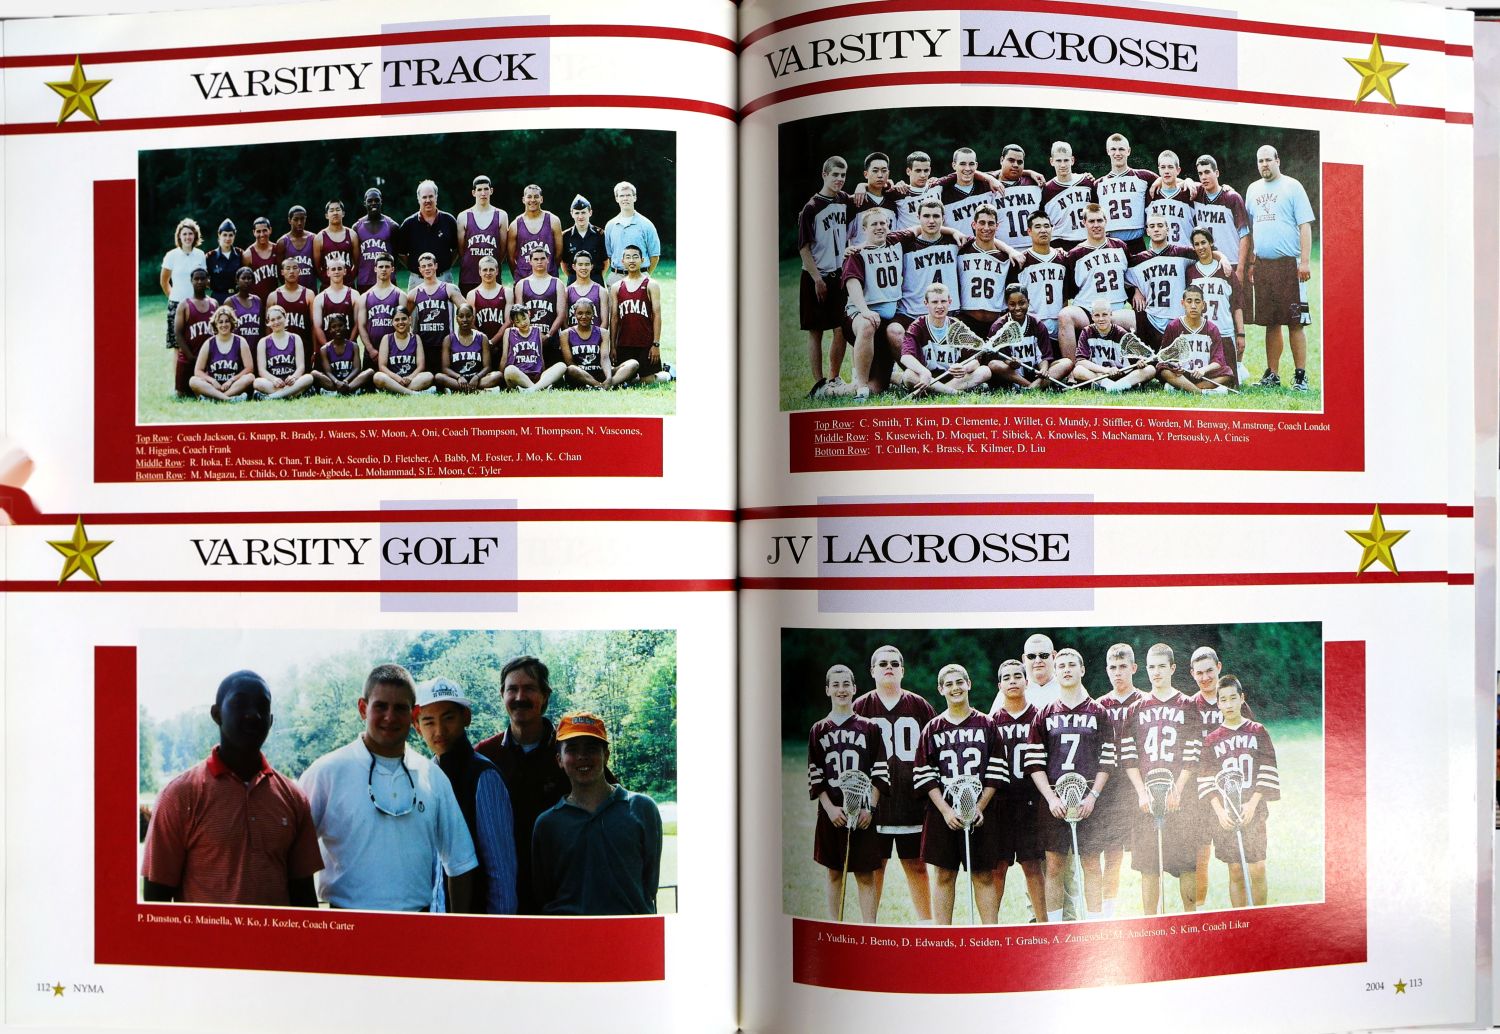 VARSITY TRACK
Top Row: Coach Jackson, G. Knapp, R. Brady, J. Waters, S.W. Moon, A. Oni, Coach Thompson, M. Thompson, N. Vascones,
M. Higgins, Coach Frank
Middle Row: R. Itoka, E. Abassa, K. Chan, T. Bair, A. Scordio, D. Fletcher, A. Babb, M. Foster, J. Mo, K. Chan
Bottom Row: M. Magazu, E. Childs, O. Tunde-Agbede, L. Mohammad, S.E. Moon, C. Tyler
VARSITY GOLF
P. Dunston, G. Mainella, W. Ko, J. Kozler, Coach Carter
112 NYMA
VARSITY LACROSSE
Top Row: C. Smith, T. Kim, D. Clemente, J. Willet, G. Mundy, J. Stiffler, G. Worden, M. Benway, M.mstrong, Coach Londot
Middle Row: S. Kusewich, D. Moquet, T. Sibick, A. Knowles, S. MacNamara, Y. Pertsousky, A. Cincis
Bottom Row: T. Cullen, K. Brass, K. Kilmer, D. Liu
JV LACROSSE
J. Yudkin, J. Bento, D. Edwards, J. Seiden, T. Grabus, A. Zaniewski, M. Anderson, S. Kim, Coach Likar
2004 113